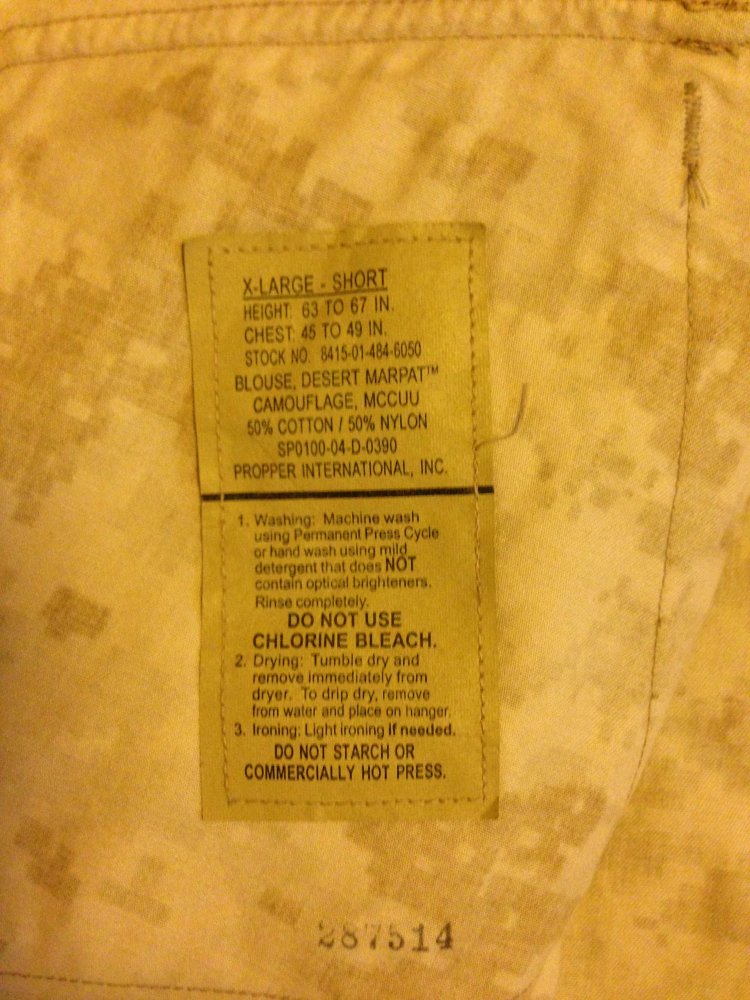 X-LARGE - SHORT
HEIGHT: 63 TO 67 IN.
CHEST: 45 TO 49 IN.
STOCK NO. 8415-01-484-6050
BLOUSE, DESERT MARPAT™
CAMOUFLAGE, MCCUU
50% COTTON / 50% NYLON
SP0100-04-D-0390
PROPPER INTERNATIONAL, INC.
1. Washing: Machine wash
using Permanent Press Cycle
or hand wash using mild
detergent that does NOT
contain optical brighteners.
Rinse completely.
DO NOT USE
CHLORINE BLEACH.
2. Drying: Tumble dry and
remove immediately from
dryer. To drip dry, remove
from water and place on hanger.
3. Ironing: Light ironing if needed.
DO NOT STARCH OR
COMMERCIALLY HOT PRESS.
287514